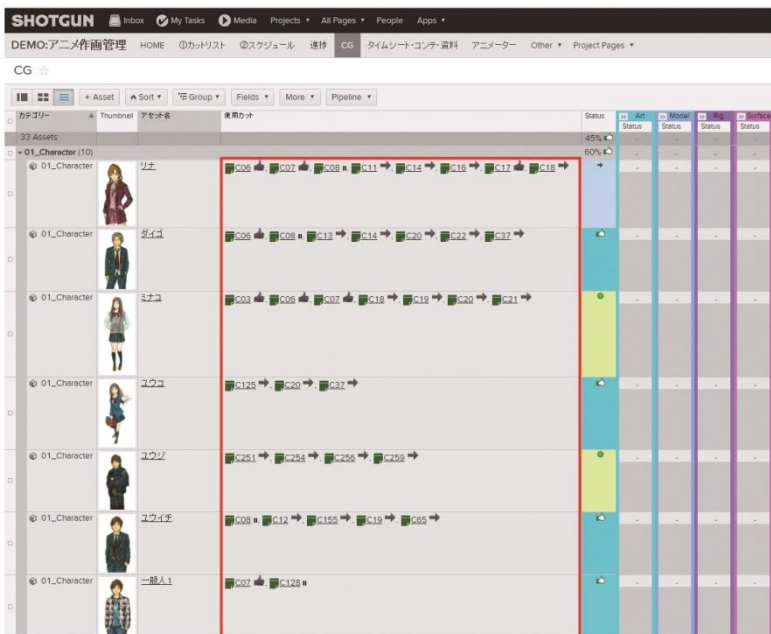 SHOTGUN Inbox My Tasks Media Projects All Pages People Apps
DEMO:アニメ作画管理 HOME ①カットリスト ②スケジュール 進捗 CG タイムシート・コンテ・資料 アニメーター Other Project Pages
CG
+ Asset Sort Group Fields More Pipeline
カテゴリー Thumbnail アセット名 使用カット Status Art Model Rig Surface
Status Status Status Status
33 Assets 45%
01_Character (10) 60%
01_Character リナ C06, C07, C08, C11, C14, C16, C17, C18
01_Character ダイゴ C06, C08, C13, C14, C20, C22, C37
01_Character ミナコ C03, C06, C07, C18, C19, C20, C21
01_Character ユウコ C125, C20, C37
01_Character ユウジ C251, C254, C256, C259
01_Character ユウイチ C08, C12, C155, C19, C65
01_Character 一般人1 C07, C128